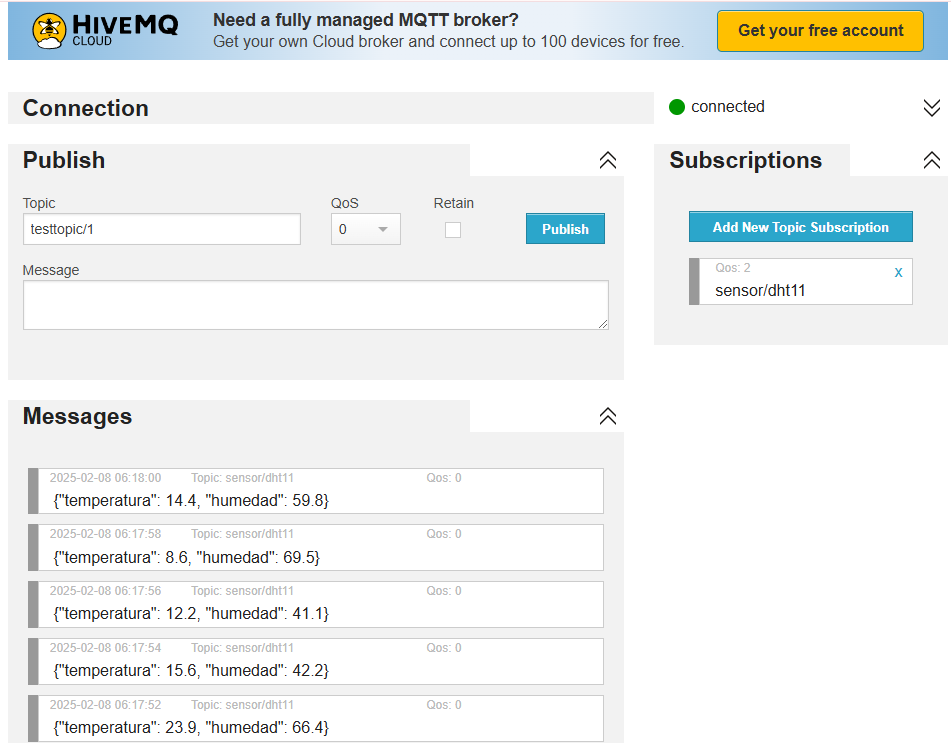 HIVEMQ
CLOUD
Need a fully managed MQTT broker?
Get your own Cloud broker and connect up to 100 devices for free.
Get your free account
Connection
connected
Publish
Topic
QoS
Retain
testtopic/1
0
Publish
Message
Subscriptions
Add New Topic Subscription
Qos: 2
x
sensor/dht11
Messages
2025-02-08 06:18:00 Topic: sensor/dht11 Qos: 0
{"temperatura": 14.4, "humedad": 59.8}
2025-02-08 06:17:58 Topic: sensor/dht11 Qos: 0
{"temperatura": 8.6, "humedad": 69.5}
2025-02-08 06:17:56 Topic: sensor/dht11 Qos: 0
{"temperatura": 12.2, "humedad": 41.1}
2025-02-08 06:17:54 Topic: sensor/dht11 Qos: 0
{"temperatura": 15.6, "humedad": 42.2}
2025-02-08 06:17:52 Topic: sensor/dht11 Qos: 0
{"temperatura": 23.9, "humedad": 66.4}